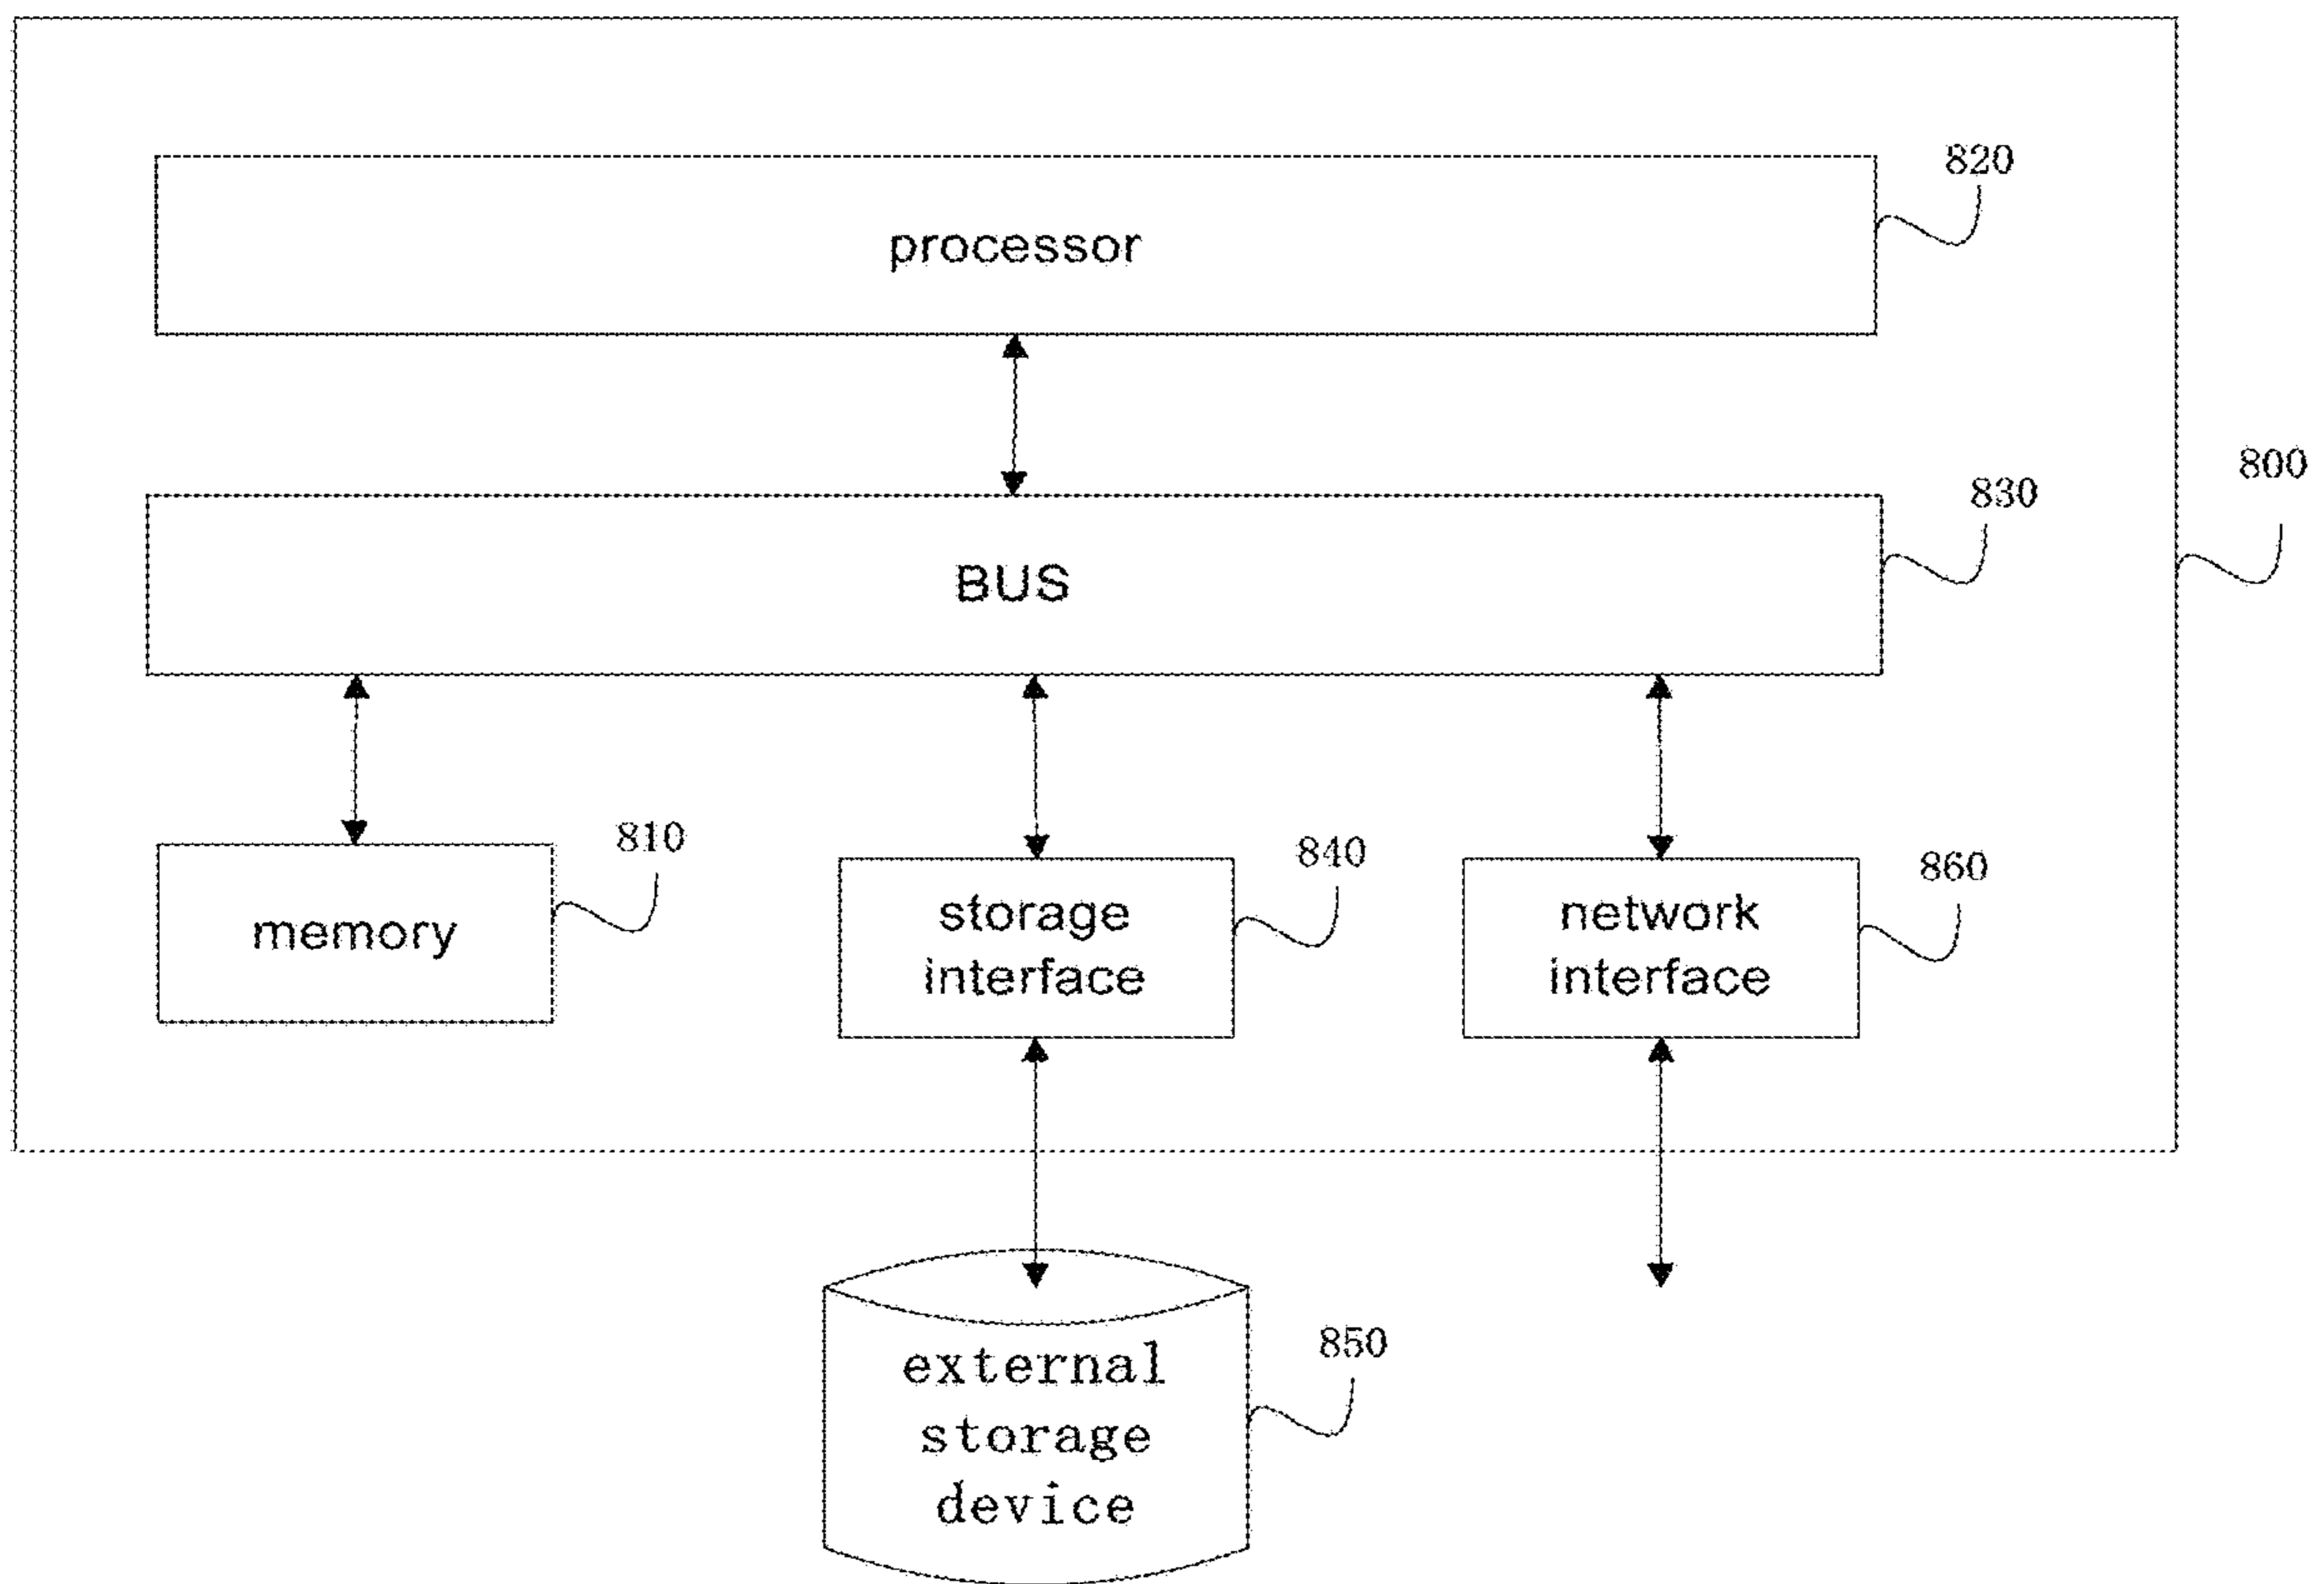 820
processor
800
830
BUS
810
840
860
memory
storage
interface
network
interface
850
external
storage
device